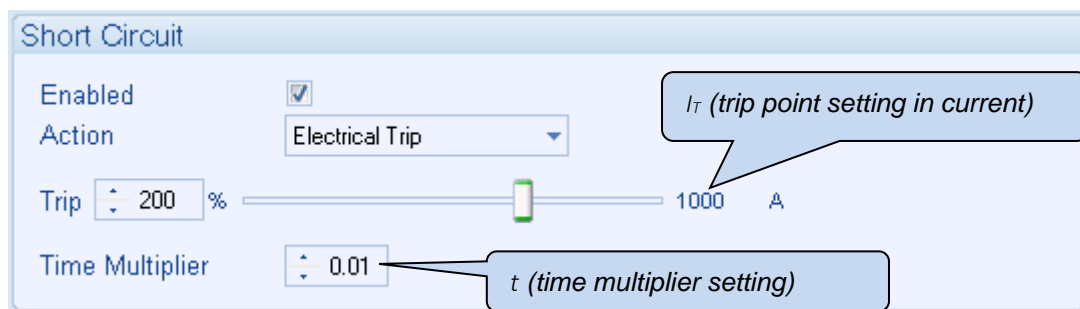 Short Circuit
Enabled
Action Electrical Trip
I_T (trip point setting in current)
Trip 200 % 1000 A
Time Multiplier 0.01
t (time multiplier setting)